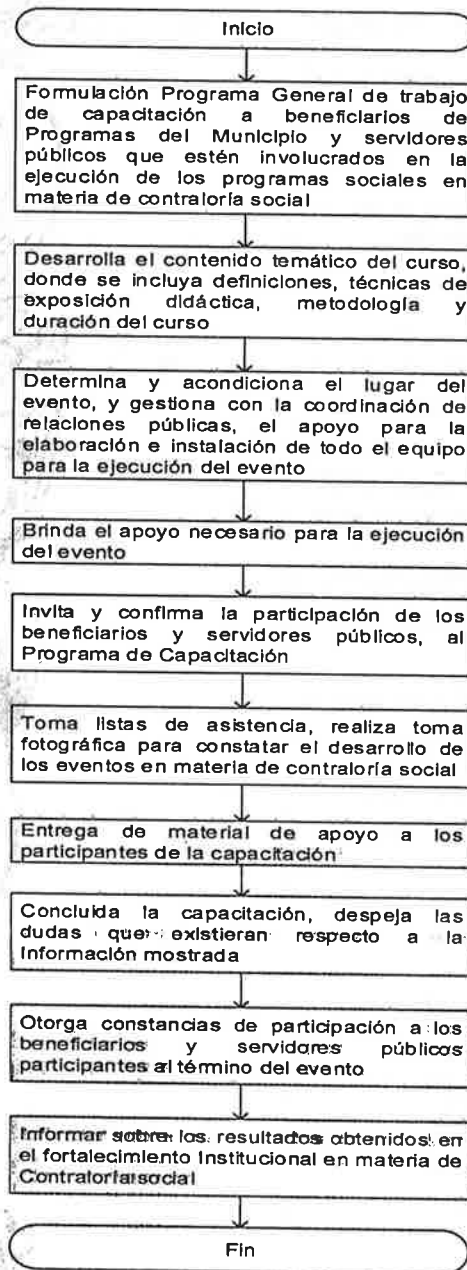 Inicio
Formulación Programa General de trabajo
de capacitación a beneficiarios de
Programas del Municipio y servidores
públicos que estén involucrados en la
ejecución de los programas sociales en
materia de contraloría social
Desarrolla el contenido temático del curso,
donde se incluya definiciones, técnicas de
exposición didáctica, metodología y
duración del curso
Determina y acondiciona el lugar del
evento, y gestiona con la coordinación de
relaciones públicas, el apoyo para la
elaboración e instalación de todo el equipo
para la ejecución del evento
Brinda el apoyo necesario para la ejecución
del evento
Invita y confirma la participación de los
beneficiarios y servidores públicos, al
Programa de Capacitación
Toma listas de asistencia, realiza toma
fotográfica para constatar el desarrollo de
los eventos en materia de contraloría social
Entrega de material de apoyo a los
participantes de la capacitación
Concluida la capacitación, despeja las
dudas que existieran respecto a la
información mostrada
Otorga constancias de participación a los
beneficiarios y servidores públicos
participantes al término del evento
Informar sobre los resultados obtenidos en
el fortalecimiento Institucional en materia de
Contraloría social
Fin